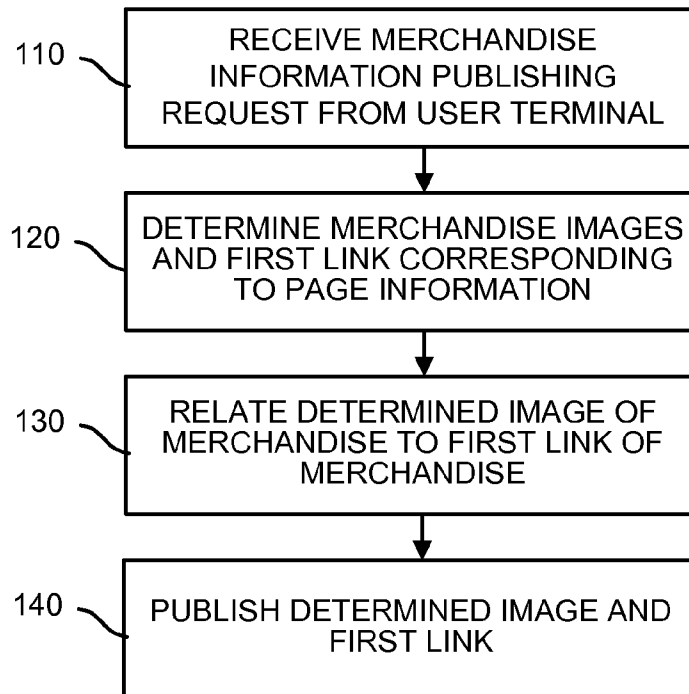 110
RECEIVE MERCHANDISE
INFORMATION PUBLISHING
REQUEST FROM USER TERMINAL
120
DETERMINE MERCHANDISE IMAGES
AND FIRST LINK CORRESPONDING
TO PAGE INFORMATION
130
RELATE DETERMINED IMAGE OF
MERCHANDISE TO FIRST LINK OF
MERCHANDISE
140
PUBLISH DETERMINED IMAGE AND
FIRST LINK